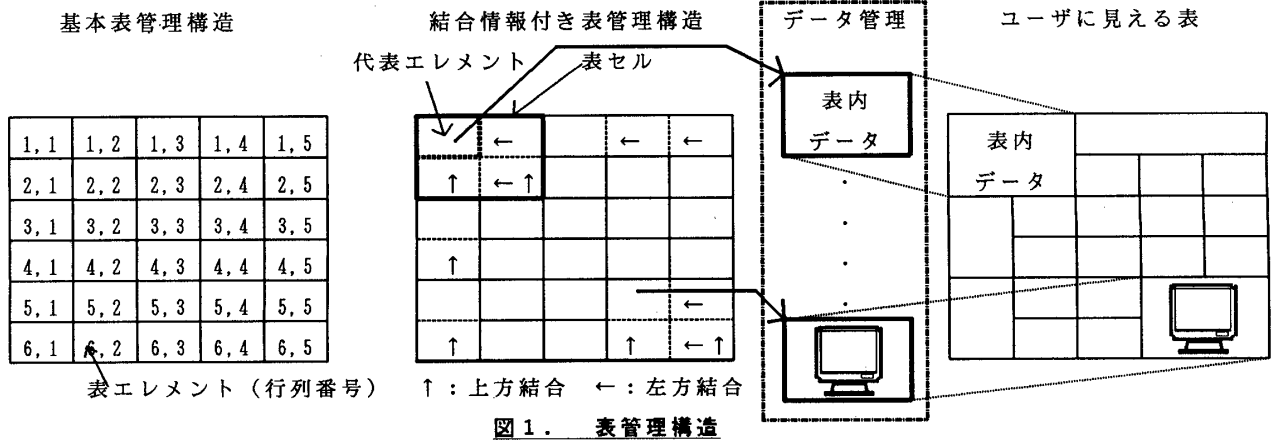 基本表管理構造
結合情報付き表管理構造
データ管理
ユーザに見える表
代表エレメント
表セル
表内
データ
表内
データ
1,1 1,2 1,3 1,4 1,5
2,1 2,2 2,3 2,4 2,5
3,1 3,2 3,3 3,4 3,5
4,1 4,2 4,3 4,4 4,5
5,1 5,2 5,3 5,4 5,5
6,1 6,2 6,3 6,4 6,5
← ← ←
↑ ←↑
↑
←
↑ ↑ ←↑
表エレメント(行列番号)
↑:上方結合 ←:左方結合
図1. 表管理構造